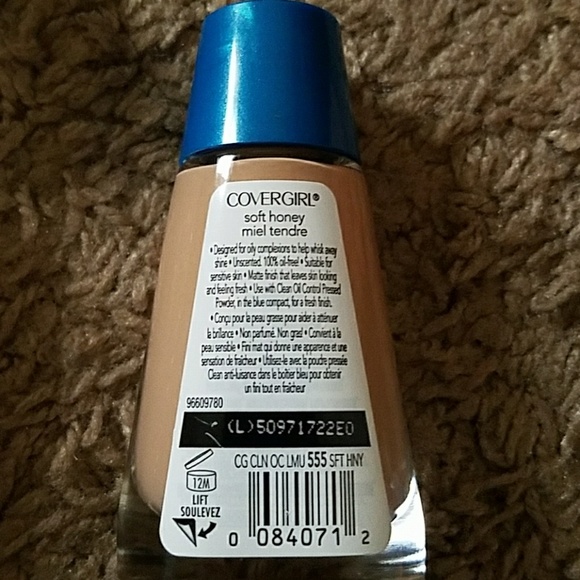 COVERGIRL®
soft honey
miel tendre
• Designed for oily complexions to help whisk away
shine • Unscented. 100% oil-free! • Suitable for
sensitive skin • Matte finish that leaves skin looking
and feeling fresh • Use with Clean Oil Control Pressed
Powder, in the blue compact, for a fresh finish.
• Conçu pour la peau grasse pour aider à atténuer
la brillance • Non parfumé. Non gras! • Convient à la
peau sensible • Fini mat qui donne une apparence et une
sensation de fraîcheur • Utilisez-le avec la poudre pressée
Clean anti-luisance dans le boîtier bleu pour obtenir
un fini tout en fraîcheur
96609780
(L)50971722E0
CG CLN OC LMU 555 SFT HNY
12M
LIFT
SOULEVEZ
0 084071 2